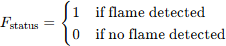 F_status = { 1 if flame detected
0 if no flame detected